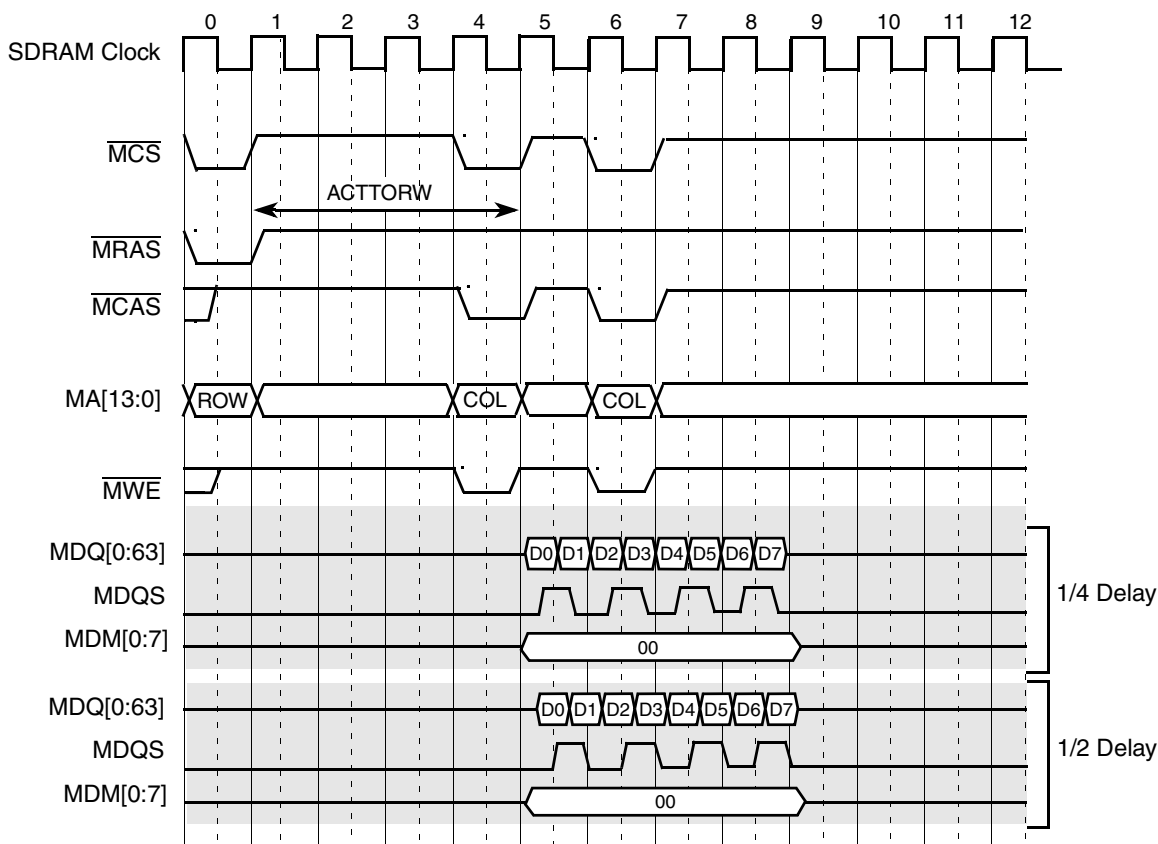 0 1 2 3 4 5 6 7 8 9 10 11 12
SDRAM Clock
MCS
ACTTORW
MRAS
MCAS
MA[13:0] ROW COL COL
MWE
MDQ[0:63] D0 D1 D2 D3 D4 D5 D6 D7
MDQS
1/4 Delay
MDM[0:7] 00
MDQ[0:63] D0 D1 D2 D3 D4 D5 D6 D7
MDQS
1/2 Delay
MDM[0:7] 00